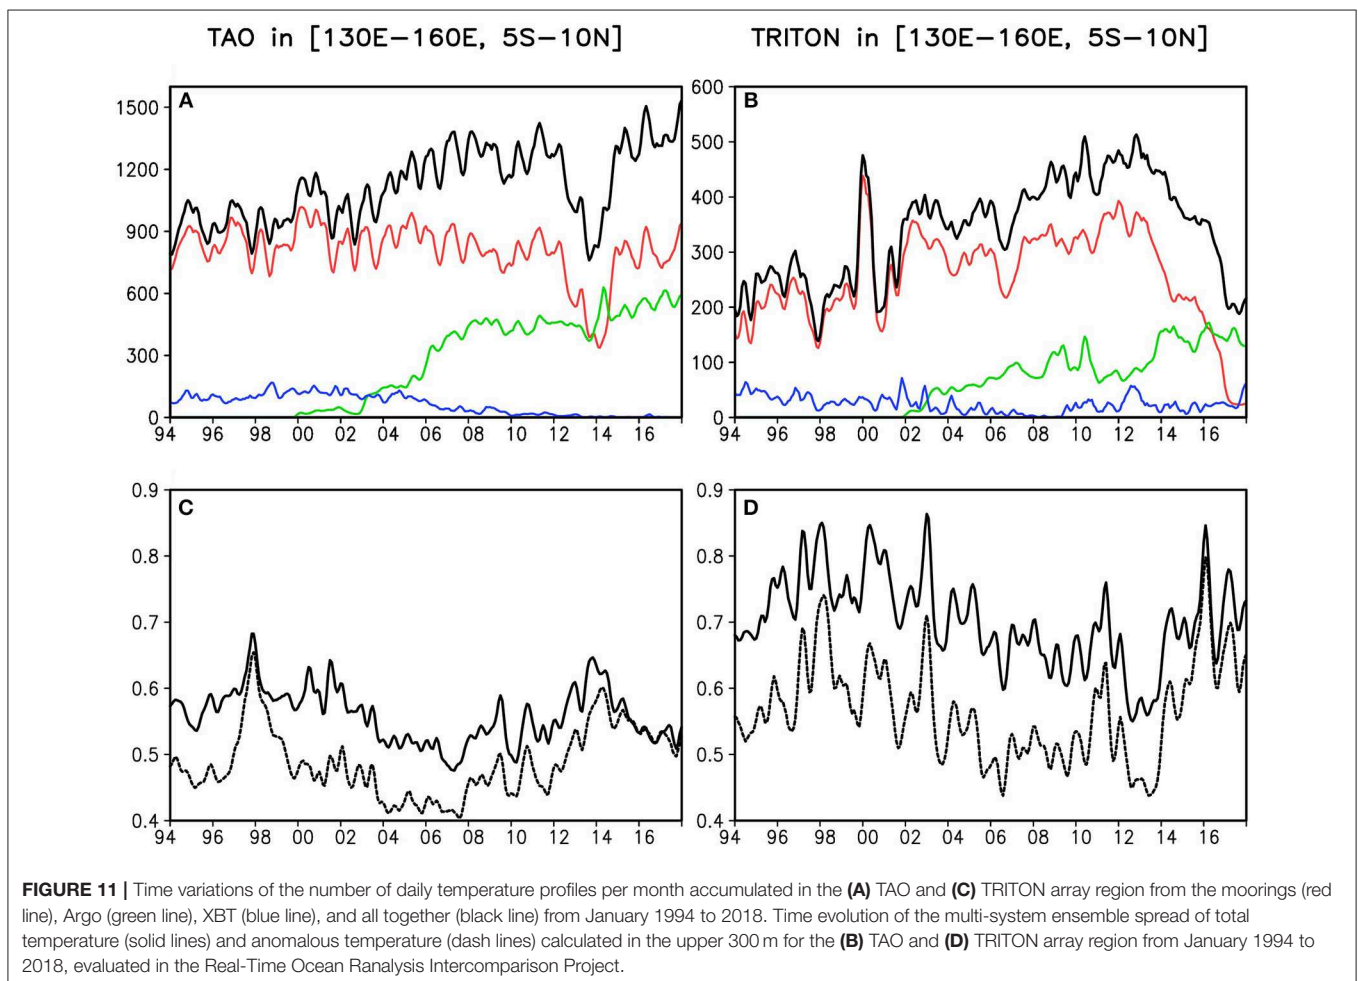 TAO in [130E–160E, 5S–10N]
TRITON in [130E–160E, 5S–10N]
A
1500
1200
900
600
300
0
94 96 98 00 02 04 06 08 10 12 14 16
B
600
500
400
300
200
100
0
94 96 98 00 02 04 06 08 10 12 14 16
C
0.9
0.8
0.7
0.6
0.5
0.4
94 96 98 00 02 04 06 08 10 12 14 16
D
0.9
0.8
0.7
0.6
0.5
0.4
94 96 98 00 02 04 06 08 10 12 14 16
FIGURE 11 | Time variations of the number of daily temperature profiles per month accumulated in the (A) TAO and (C) TRITON array region from the moorings (red
line), Argo (green line), XBT (blue line), and all together (black line) from January 1994 to 2018. Time evolution of the multi-system ensemble spread of total
temperature (solid lines) and anomalous temperature (dash lines) calculated in the upper 300 m for the (B) TAO and (D) TRITON array region from January 1994 to
2018, evaluated in the Real-Time Ocean Ranalysis Intercomparison Project.